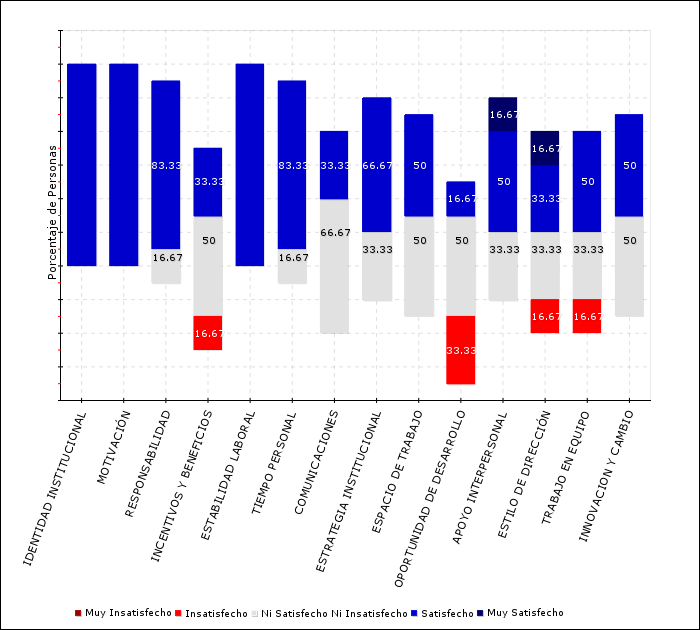 Porcentaje de Personas
16.67
83.33 83.33 33.33 66.67 50 16.67 50
33.33 16.67 50 33.33 50
16.67 50 16.67 66.67 33.33 50 50 33.33 33.33 33.33 50
16.67 33.33 16.67 16.67
IDENTIDAD INSTITUCIONAL
MOTIVACIÓN
RESPONSABILIDAD
INCENTIVOS Y BENEFICIOS
ESTABILIDAD LABORAL
TIEMPO PERSONAL
COMUNICACIONES
ESTRATEGIA INSTITUCIONAL
ESPACIO DE TRABAJO
OPORTUNIDAD DE DESARROLLO
APOYO INTERPERSONAL
ESTILO DE DIRECCIÓN
TRABAJO EN EQUIPO
INNOVACION Y CAMBIO
Muy Insatisfecho Insatisfecho Ni Satisfecho Ni Insatisfecho Satisfecho Muy Satisfecho